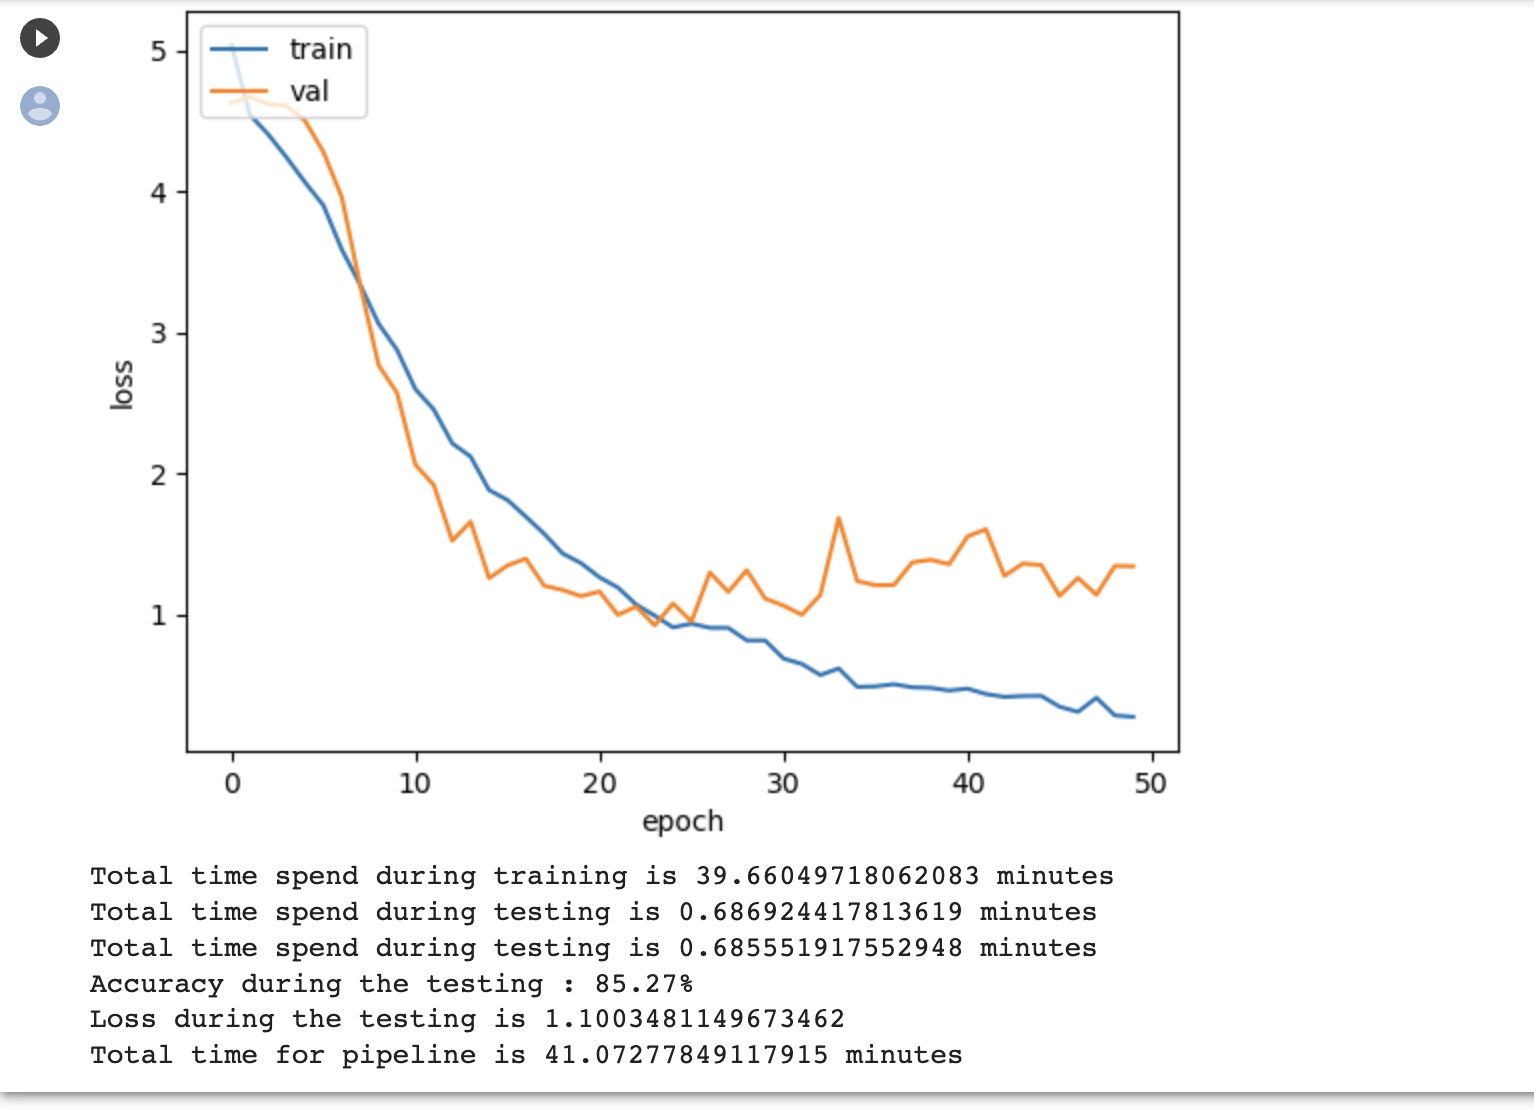 train
val
5
4
3
2
1
loss
0 10 20 30 40 50
epoch
Total time spend during training is 39.66049718062083 minutes
Total time spend during testing is 0.686924417813619 minutes
Total time spend during testing is 0.685551917552948 minutes
Accuracy during the testing : 85.27%
Loss during the testing is 1.1003481149673462
Total time for pipeline is 41.07277849117915 minutes